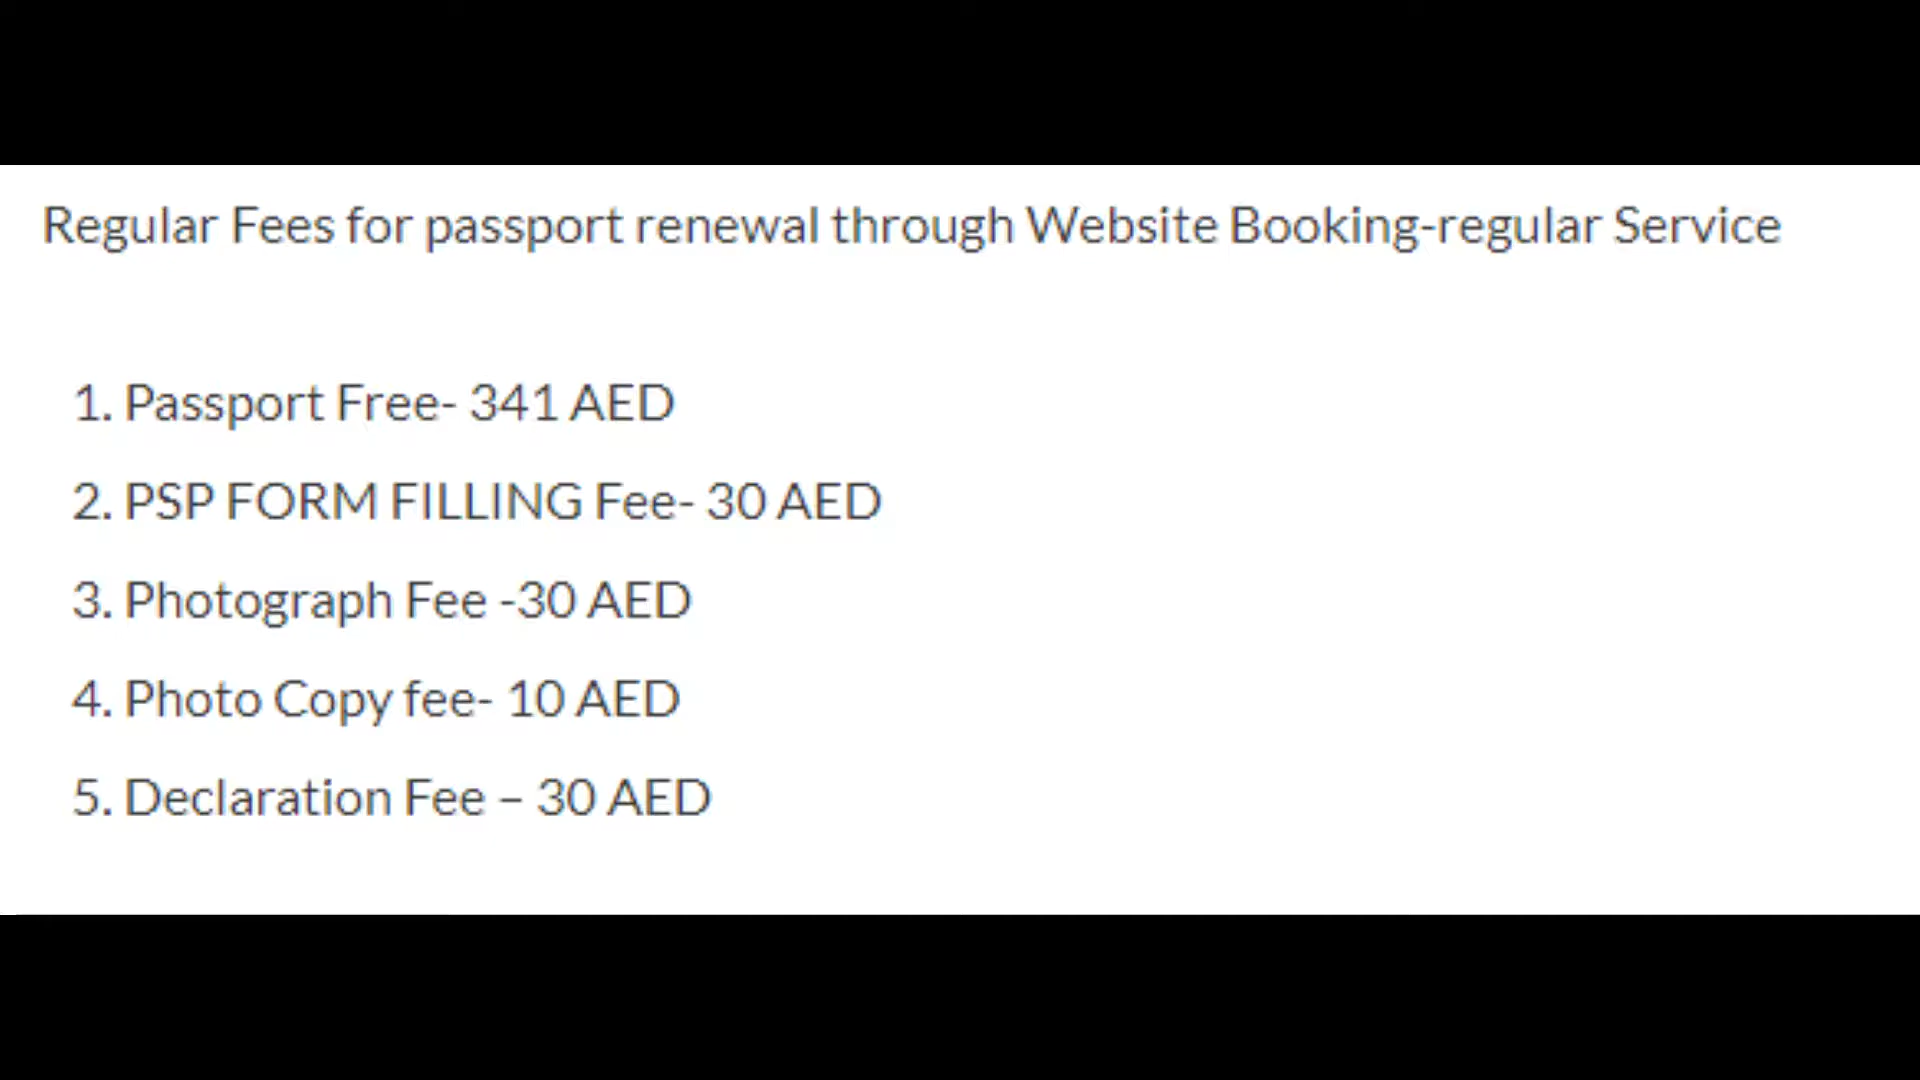 Regular Fees for passport renewal through Website Booking-regular Service
1. Passport Free- 341 AED
2. PSP FORM FILLING Fee- 30 AED
3. Photograph Fee -30 AED
4. Photo Copy fee- 10 AED
5. Declaration Fee – 30 AED